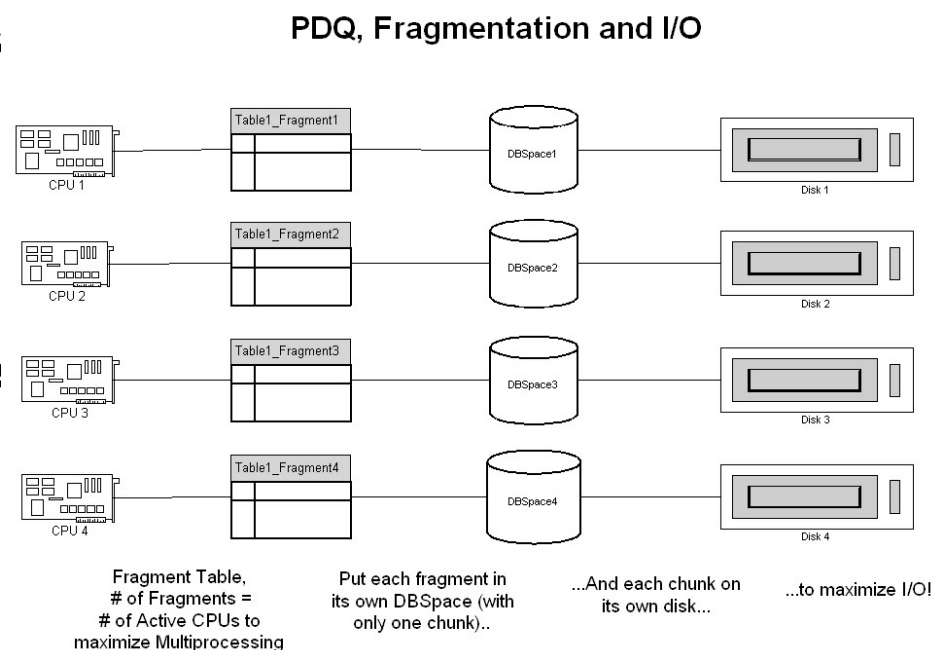 PDQ, Fragmentation and I/O
Table1_Fragment1
DBSpace1
CPU 1
Disk 1
Table1_Fragment2
DBSpace2
CPU 2
Disk 2
Table1_Fragment3
DBSpace3
CPU 3
Disk 3
Table1_Fragment4
DBSpace4
CPU 4
Disk 4
Fragment Table,
# of Fragments =
# of Active CPUs to
maximize Multiprocessing
Put each fragment in
its own DBSpace (with
only one chunk)..
...And each chunk on
its own disk...
...to maximize I/O!